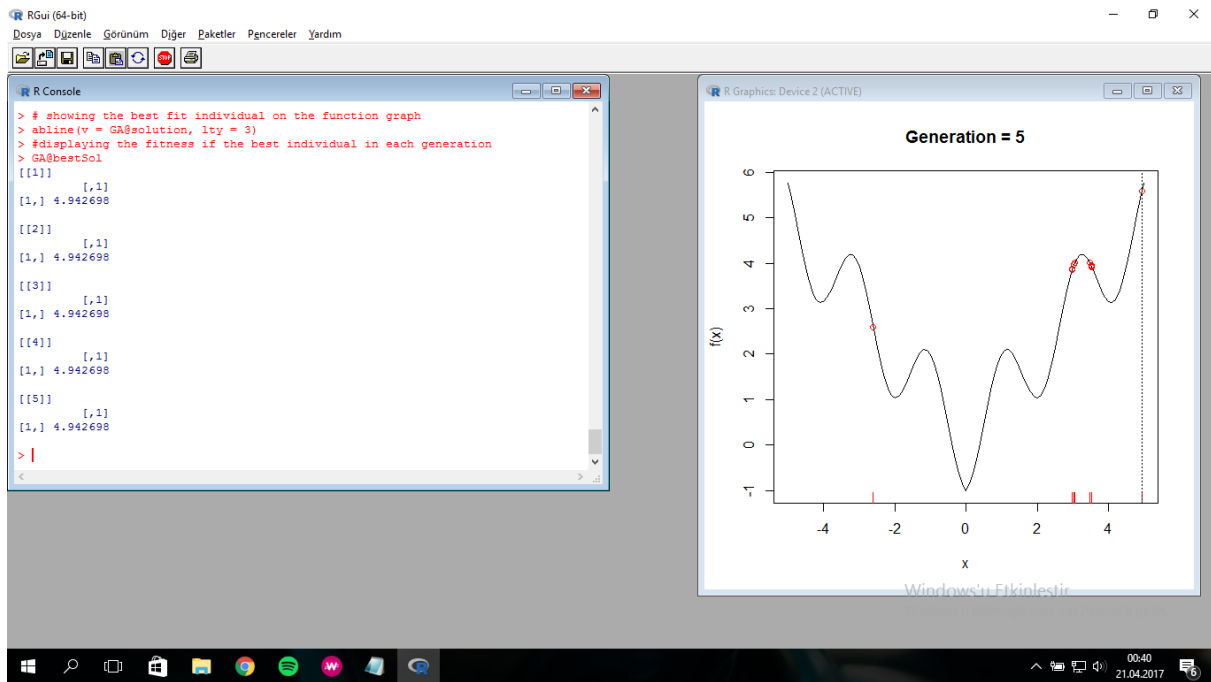 RGui (64-bit)
Dosya Düzenle Görünüm Diğer Paketler Pencereler Yardım
STOP
R Console
> # showing the best fit individual on the function graph
> abline(v = GA@solution, lty = 3)
> #displaying the fitness if the best individual in each generation
> GA@bestSol
[[1]]
[,1]
[1,] 4.942698
[[2]]
[,1]
[1,] 4.942698
[[3]]
[,1]
[1,] 4.942698
[[4]]
[,1]
[1,] 4.942698
[[5]]
[,1]
[1,] 4.942698
>
R Graphics: Device 2 (ACTIVE)
Generation = 5
6
5
4
3
2
1
0
-1
f(x)
-4 -2 0 2 4
x
Windows'u Etkinleştir
00:40
21.04.2017
6